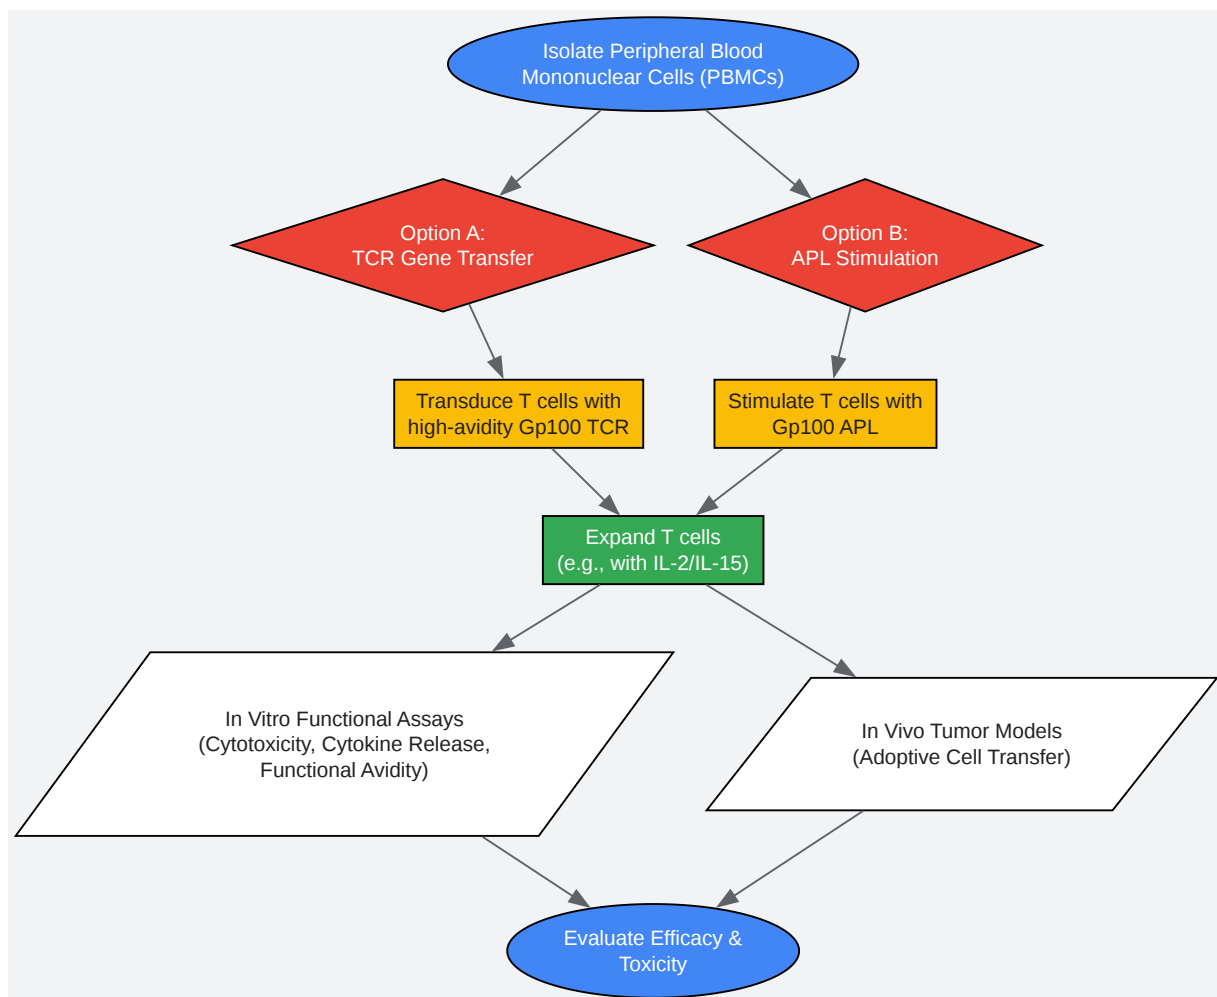 Isolate Peripheral Blood
Mononuclear Cells (PBMCs)
Option A:
TCR Gene Transfer
Option B:
APL Stimulation
Transduce T cells with
high-avidity Gp100 TCR
Stimulate T cells with
Gp100 APL
Expand T cells
(e.g., with IL-2/IL-15)
In Vitro Functional Assays
(Cytotoxicity, Cytokine Release,
Functional Avidity)
In Vivo Tumor Models
(Adoptive Cell Transfer)
Evaluate Efficacy &
Toxicity